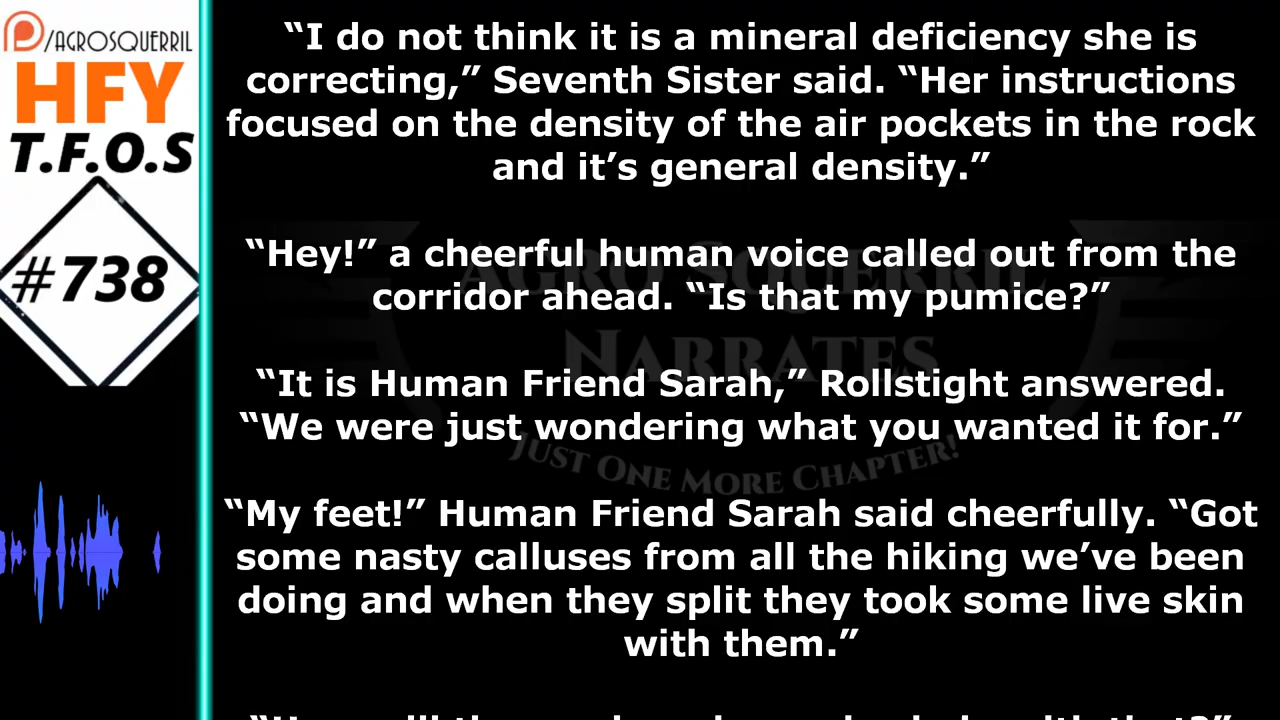 /AGROSQUERRIL
HFY
T.F.O.S
#738
“I do not think it is a mineral deficiency she is
correcting,” Seventh Sister said. “Her instructions
focused on the density of the air pockets in the rock
and it’s general density.”
“Hey!” a cheerful human voice called out from the
corridor ahead. “Is that my pumice?”
“It is Human Friend Sarah,” Rollstight answered.
“We were just wondering what you wanted it for.”
“My feet!” Human Friend Sarah said cheerfully. “Got
some nasty calluses from all the hiking we’ve been
doing and when they split they took some live skin
with them.”
Agro Squerril
Narrates
Just One More Chapter!